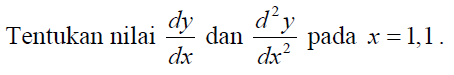 Tentukan nilai dy/dx dan d²y/dx² pada x = 1,1 .